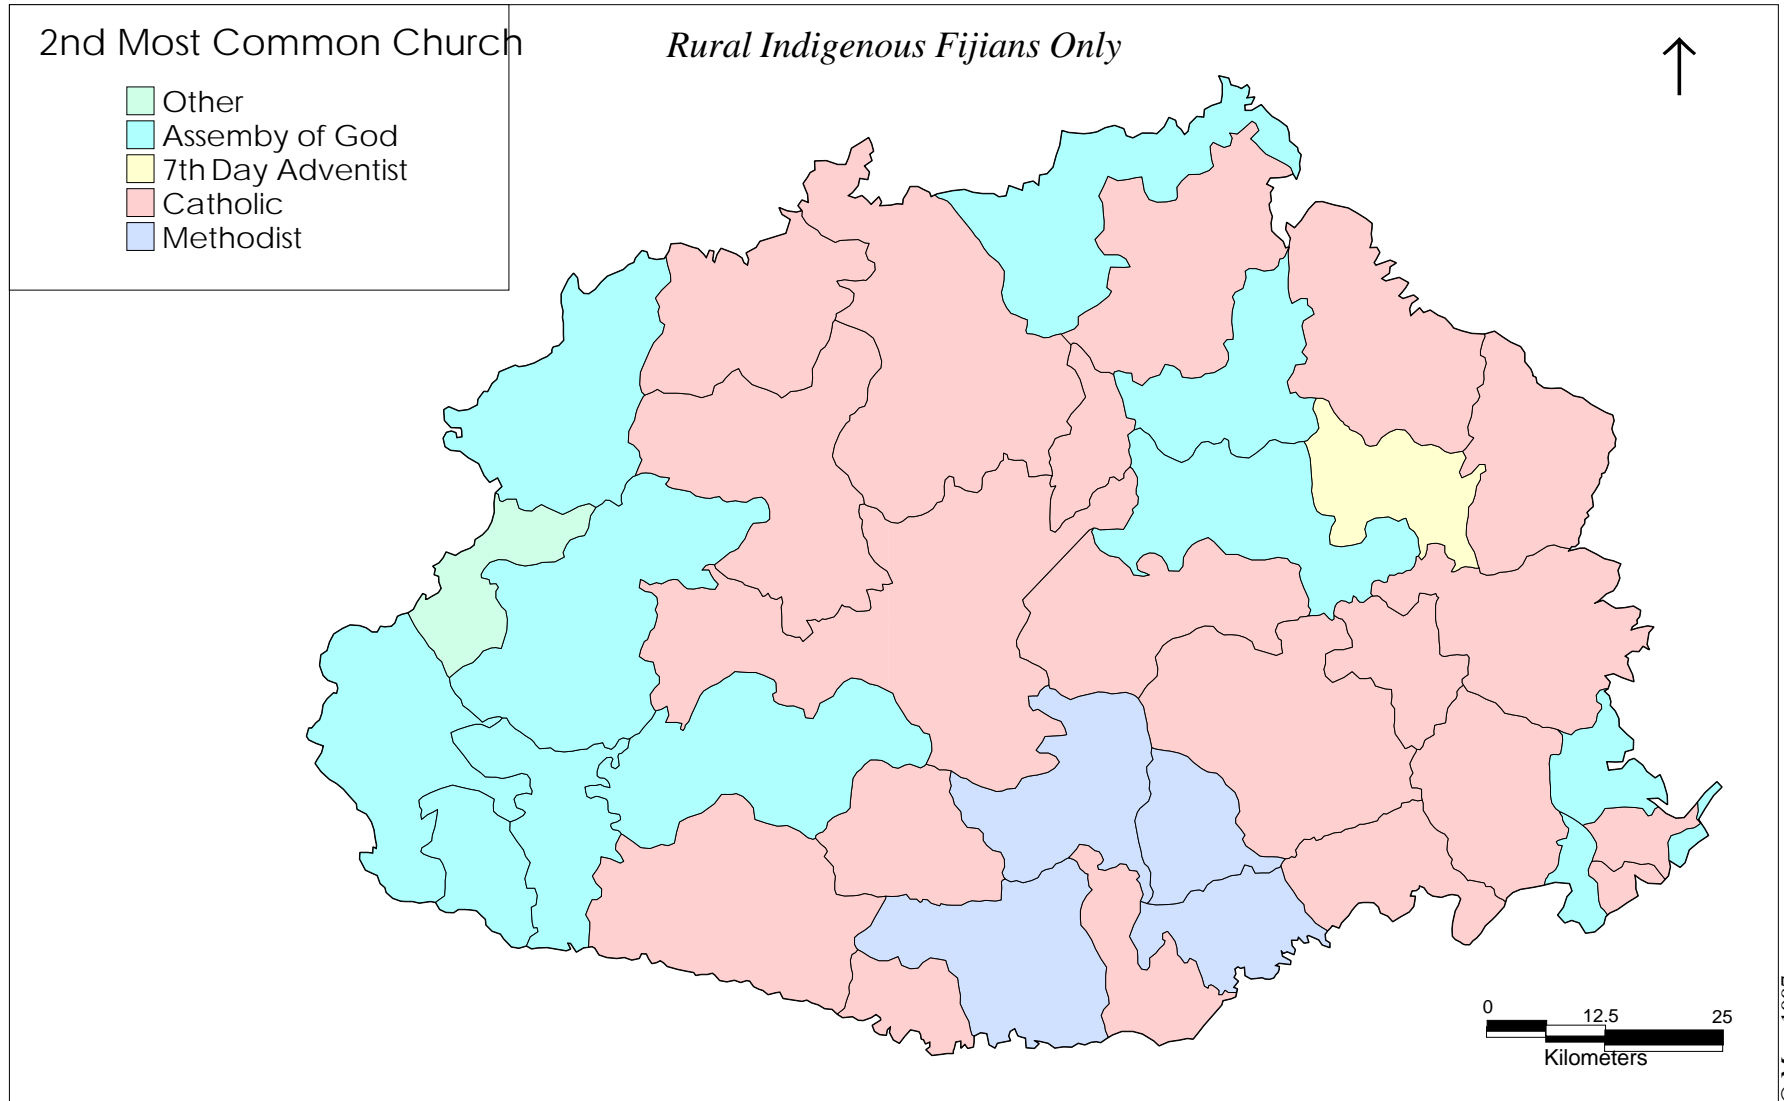 2nd Most Common Church
Rural Indigenous Fijians Only
Other
Assemby of God
7th Day Adventist
Catholic
Methodist
0 12.5 25
Kilometers